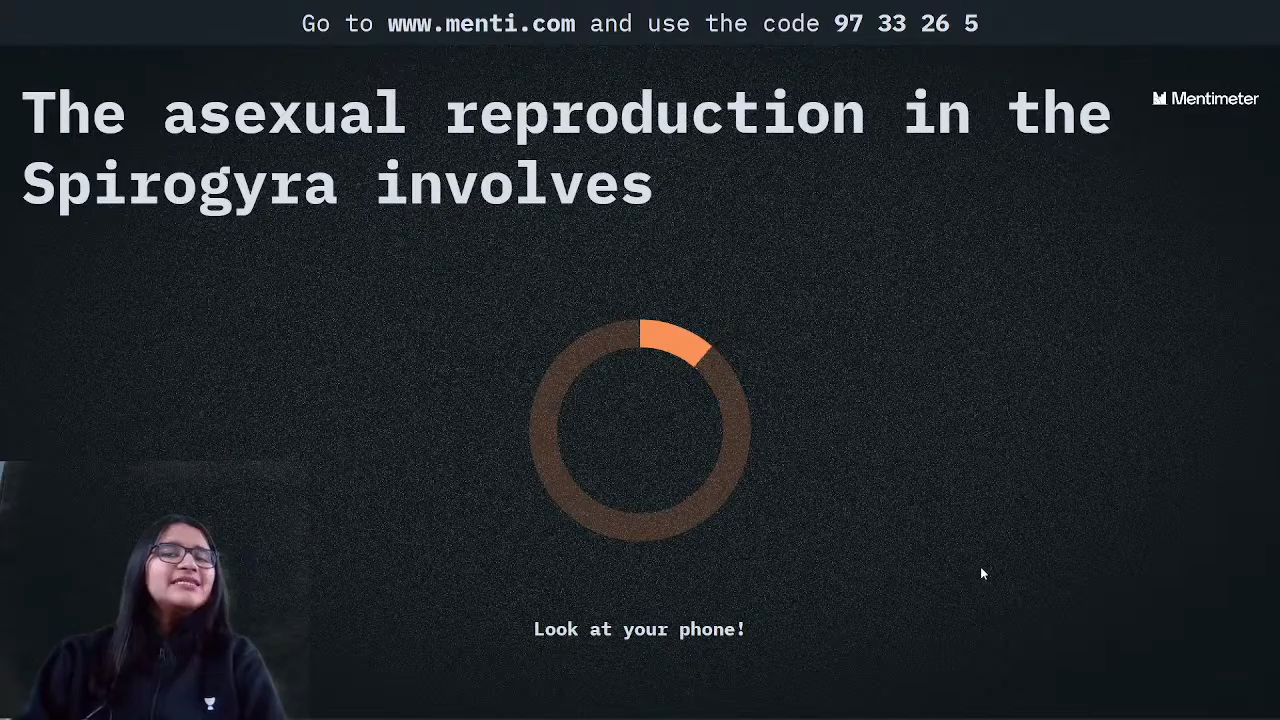 Go to www.menti.com and use the code 97 33 26 5
The asexual reproduction in the
Mentimeter
Spirogyra involves
Look at your phone!